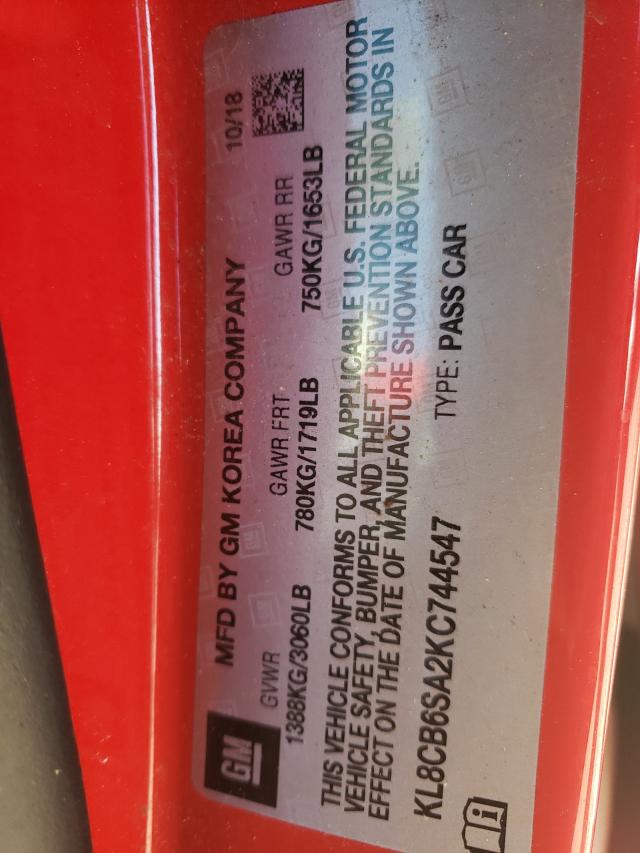 GM
MFD BY GM KOREA COMPANY 10/18
GVWR GAWR FRT GAWR RR
1388KG/3060LB 780KG/1719LB 750KG/1653LB
THIS VEHICLE CONFORMS TO ALL APPLICABLE U.S. FEDERAL MOTOR
VEHICLE SAFETY, BUMPER, AND THEFT PREVENTION STANDARDS IN
EFFECT ON THE DATE OF MANUFACTURE SHOWN ABOVE.
KL8CB6SA2KC744547 TYPE: PASS CAR